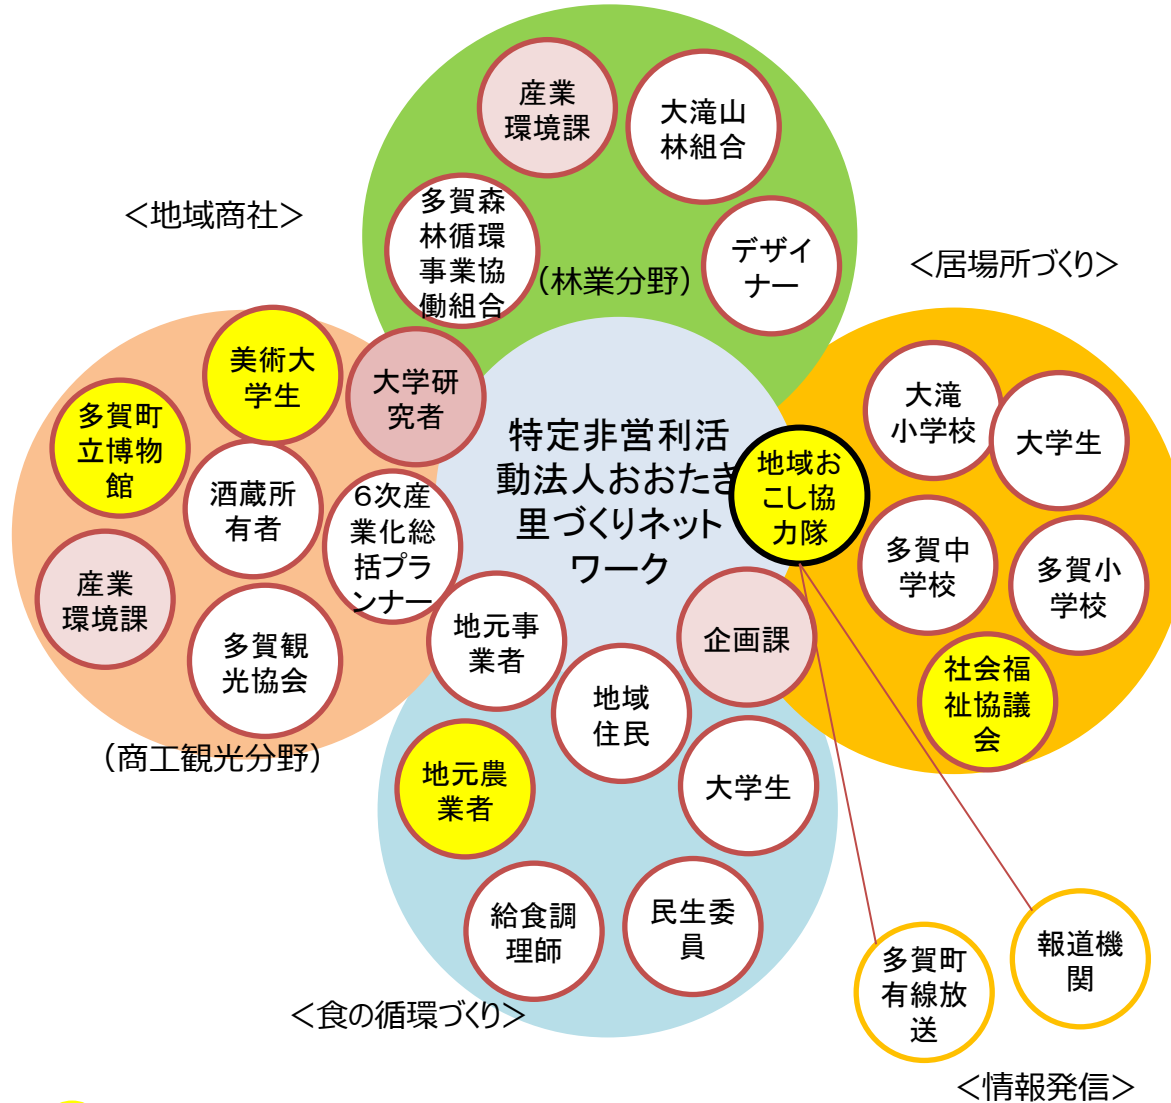 産業
環境課
大滝山
林組合
多賀森
林循環
事業協
働組合
デザイ
ナー
（林業分野）
＜地域商社＞
＜居場所づくり＞
美術大
学生
大学研
究者
多賀町
立博物
館
酒蔵所
有者
６次産
業化総
括プラ
ンナー
産業
環境課
多賀観
光協会
（商工観光分野）
特定非営利活
動法人おおたき
里づくりネット
ワーク
地域お
こし協
力隊
大滝
小学校
大学生
多賀中
学校
多賀小
学校
社会福
祉協議
会
地元事
業者
地域
住民
企画課
地元農
業者
大学生
給食調
理師
民生委
員
＜食の循環づくり＞
多賀町
有線放
送
報道機
関
＜情報発信＞